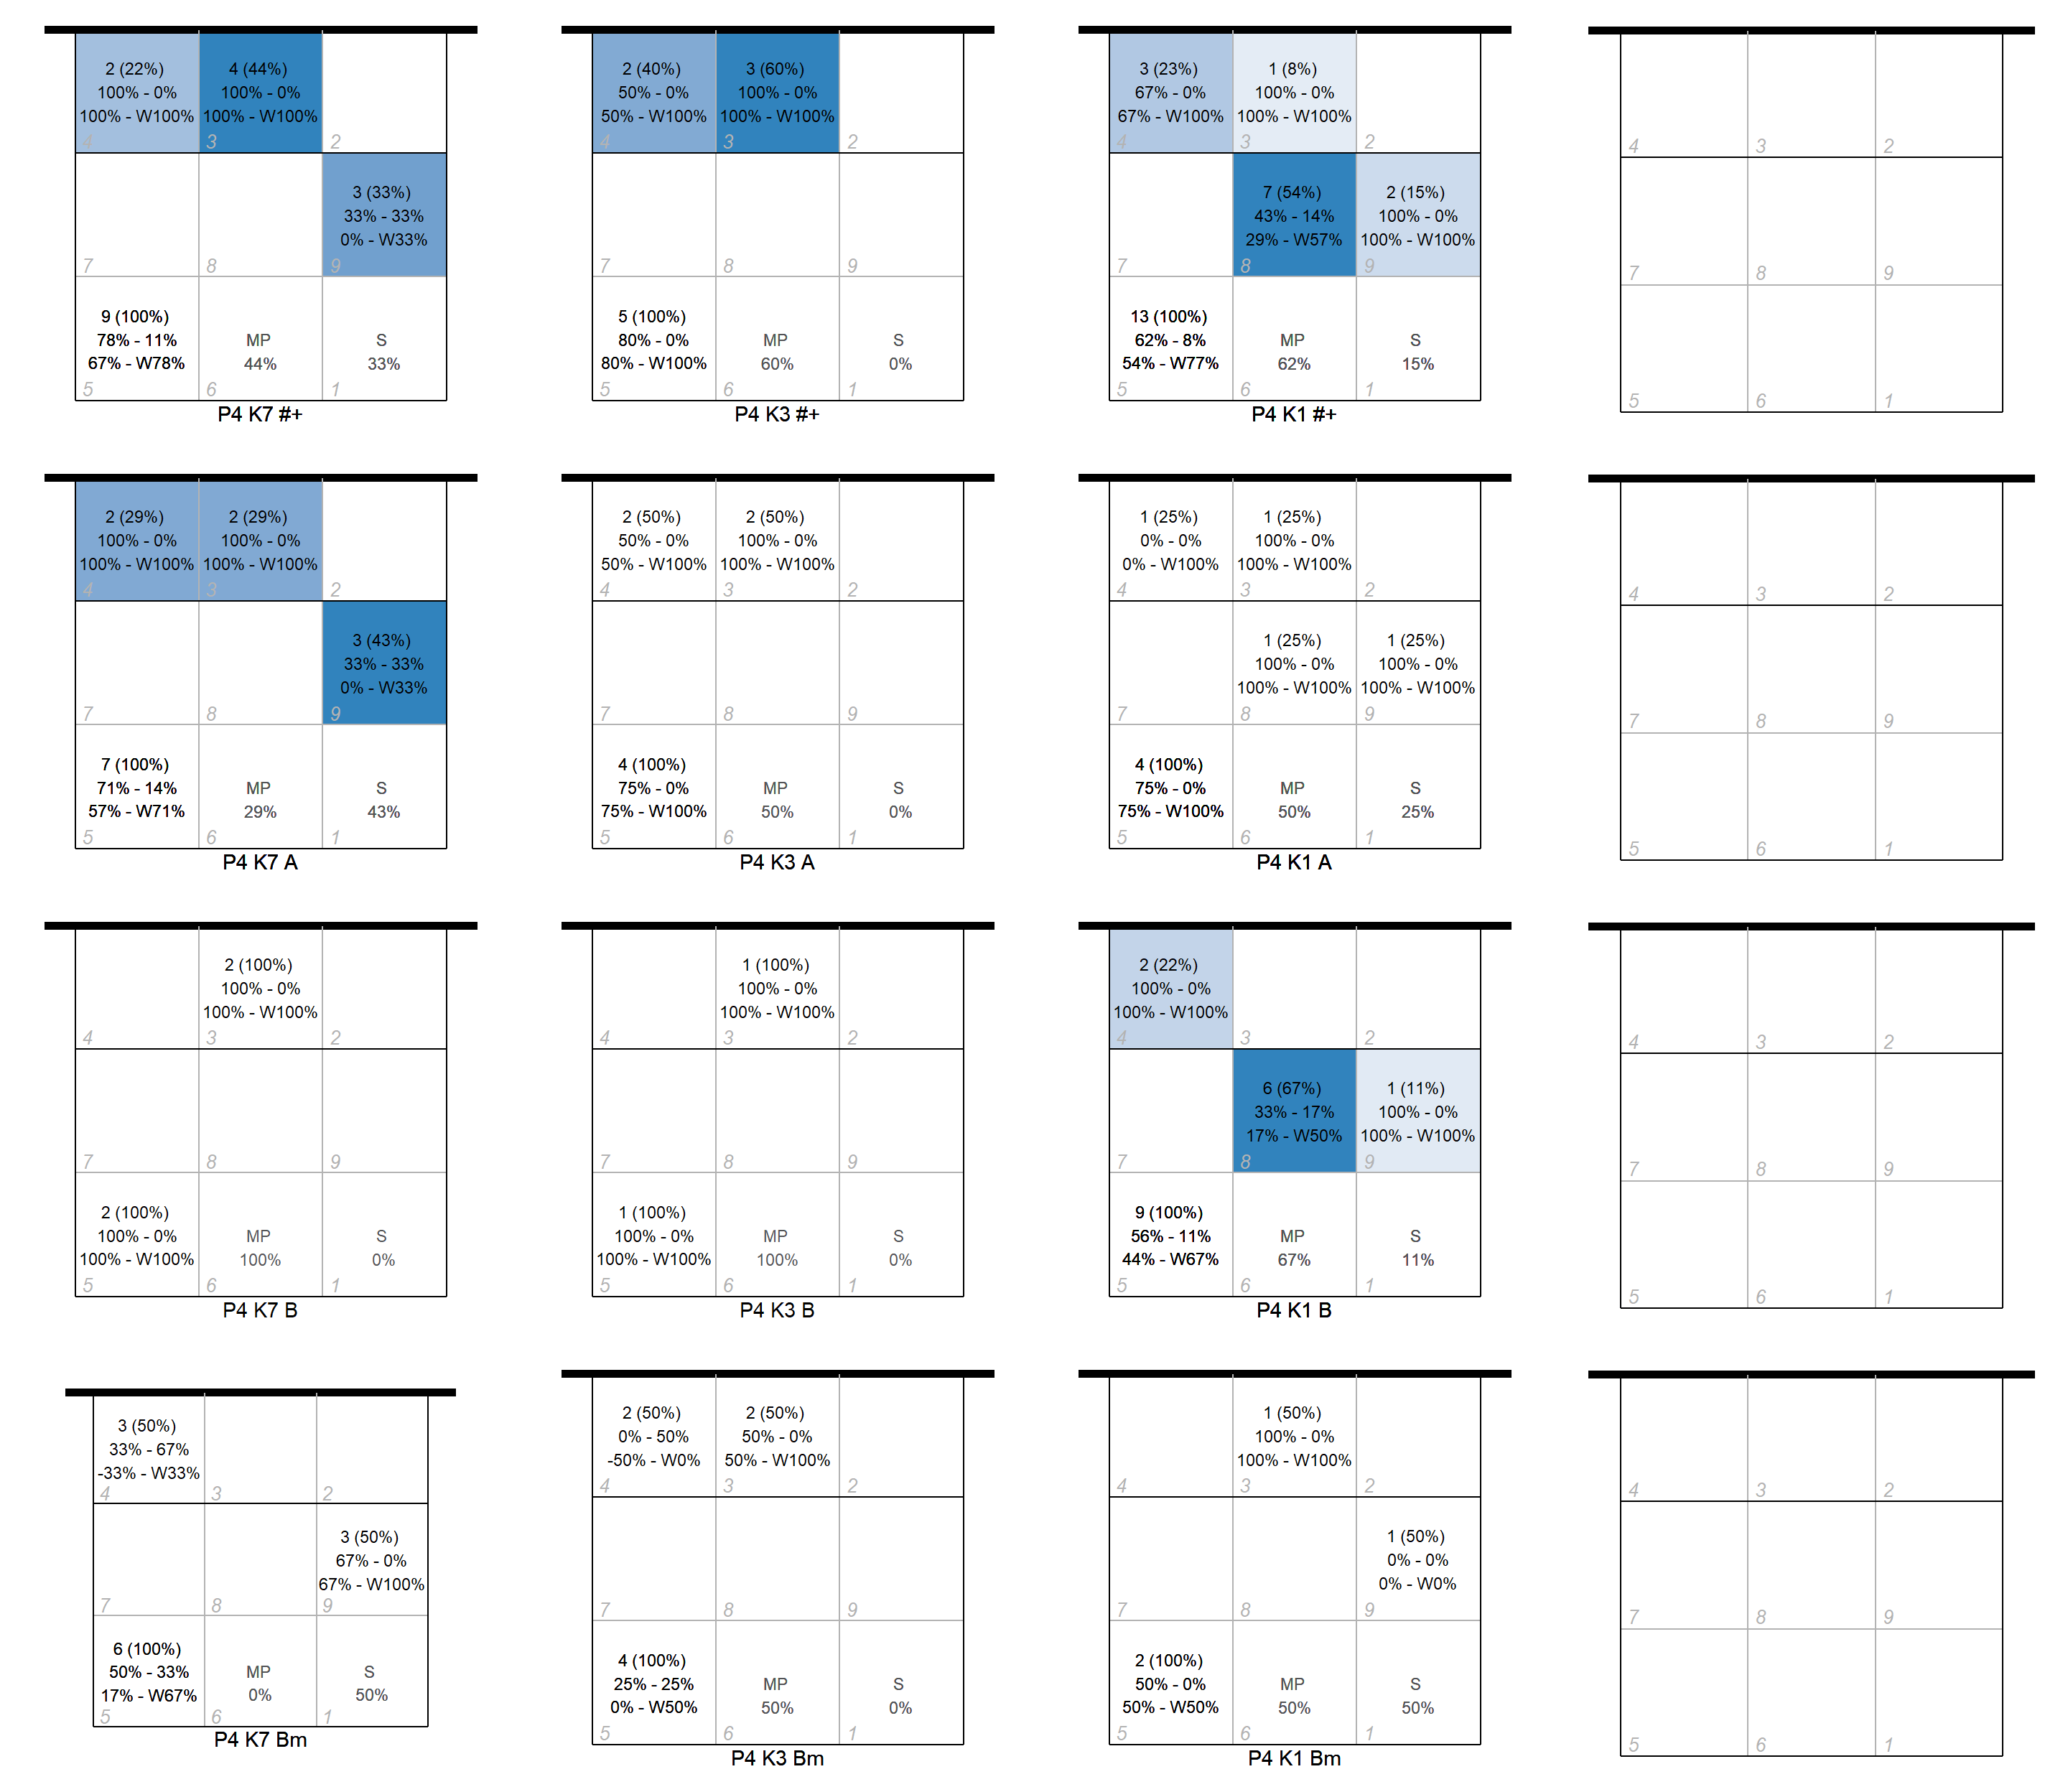 2 (22%)
100% - 0%
100% - W100%
4
4 (44%)
100% - 0%
100% - W100%
3
2
7
8
3 (33%)
33% - 33%
0% - W33%
9
9 (100%)
78% - 11%
67% - W78%
5
MP
44%
6
S
33%
1
P4 K7 #+
2 (40%)
50% - 0%
50% - W100%
4
3 (60%)
100% - 0%
100% - W100%
3
2
7
8
9
5 (100%)
80% - 0%
80% - W100%
5
MP
60%
6
S
0%
1
P4 K3 #+
3 (23%)
67% - 0%
67% - W100%
4
1 (8%)
100% - 0%
100% - W100%
3
2
7
7 (54%)
43% - 14%
29% - W57%
8
2 (15%)
100% - 0%
100% - W100%
9
13 (100%)
62% - 8%
54% - W77%
5
MP
62%
6
S
15%
1
P4 K1 #+
4
3
2
7
8
9
5
6
1
2 (29%)
100% - 0%
100% - W100%
4
2 (29%)
100% - 0%
100% - W100%
3
2
7
8
3 (43%)
33% - 33%
0% - W33%
9
7 (100%)
71% - 14%
57% - W71%
5
MP
29%
6
S
43%
1
P4 K7 A
2 (50%)
50% - 0%
50% - W100%
4
2 (50%)
100% - 0%
100% - W100%
3
2
7
8
9
4 (100%)
75% - 0%
75% - W100%
5
MP
50%
6
S
0%
1
P4 K3 A
1 (25%)
0% - 0%
0% - W100%
4
1 (25%)
100% - 0%
100% - W100%
3
2
7
1 (25%)
100% - 0%
100% - W100%
8
1 (25%)
100% - 0%
100% - W100%
9
4 (100%)
75% - 0%
75% - W100%
5
MP
50%
6
S
25%
1
P4 K1 A
4
3
2
7
8
9
5
6
1
4
2 (100%)
100% - 0%
100% - W100%
3
2
7
8
9
2 (100%)
100% - 0%
100% - W100%
5
MP
100%
6
S
0%
1
P4 K7 B
4
1 (100%)
100% - 0%
100% - W100%
3
2
7
8
9
1 (100%)
100% - 0%
100% - W100%
5
MP
100%
6
S
0%
1
P4 K3 B
2 (22%)
100% - 0%
100% - W100%
4
3
2
7
6 (67%)
33% - 17%
17% - W50%
8
1 (11%)
100% - 0%
100% - W100%
9
9 (100%)
56% - 11%
44% - W67%
5
MP
67%
6
S
11%
1
P4 K1 B
4
3
2
7
8
9
5
6
1
3 (50%)
33% - 67%
-33% - W33%
4
3
2
7
8
3 (50%)
67% - 0%
67% - W100%
9
6 (100%)
50% - 33%
17% - W67%
5
MP
0%
6
S
50%
1
P4 K7 Bm
2 (50%)
0% - 50%
-50% - W0%
4
2 (50%)
50% - 0%
50% - W100%
3
2
7
8
9
4 (100%)
25% - 25%
0% - W50%
5
MP
50%
6
S
0%
1
P4 K3 Bm
4
1 (50%)
100% - 0%
100% - W100%
3
2
7
8
1 (50%)
0% - 0%
0% - W0%
9
2 (100%)
50% - 0%
50% - W50%
5
MP
50%
6
S
50%
1
P4 K1 Bm
4
3
2
7
8
9
5
6
1